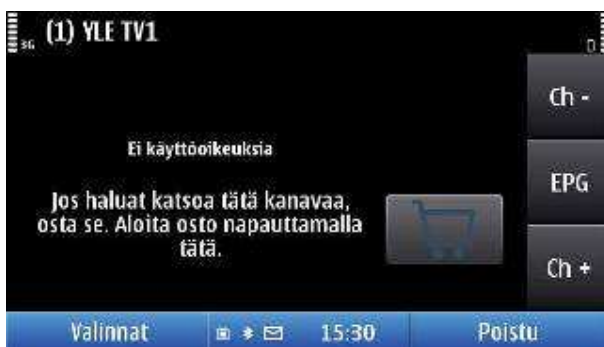 3G (1) YLE TV1
Ch -
Ei käyttöoikeuksia
EPG
Jos haluat katsoa tätä kanavaa,
osta se. Aloita osto napauttamalla
tätä.
Ch +
Valinnat 15:30 Poistu